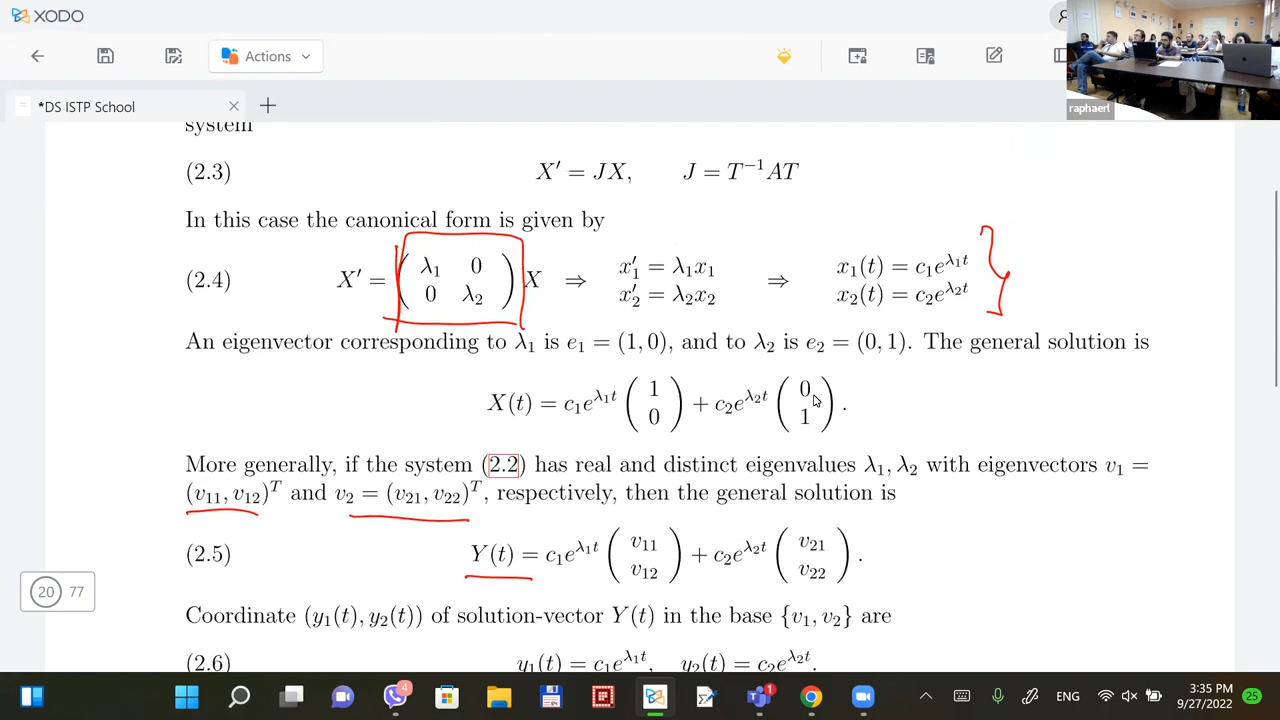 XODO
Actions
*DS ISTP School
raphaerl
system
(2.3) X′ = JX, J = T⁻¹AT
In this case the canonical form is given by
(2.4) X′ = ( λ₁ 0 0 λ₂ ) X ⇒ x′₁ = λ₁x₁ x′₂ = λ₂x₂ ⇒ x₁(t) = c₁e^{λ₁t} x₂(t) = c₂e^{λ₂t}
An eigenvector corresponding to λ₁ is e₁ = (1, 0), and to λ₂ is e₂ = (0, 1). The general solution is
X(t) = c₁e^{λ₁t} ( 1 0 ) + c₂e^{λ₂t} ( 0 1 ) .
More generally, if the system (2.2) has real and distinct eigenvalues λ₁, λ₂ with eigenvectors v₁ =
(v₁₁, v₁₂)ᵀ and v₂ = (v₂₁, v₂₂)ᵀ, respectively, then the general solution is
(2.5) Y(t) = c₁e^{λ₁t} ( v₁₁ v₁₂ ) + c₂e^{λ₂t} ( v₂₁ v₂₂ ) .
20 77
Coordinate (y₁(t), y₂(t)) of solution-vector Y(t) in the base {v₁, v₂} are
(2.6) y₁(t) = c₁e^{λ₁t}, y₂(t) = c₂e^{λ₂t}.
4
1
ENG
3:35 PM
9/27/2022
25